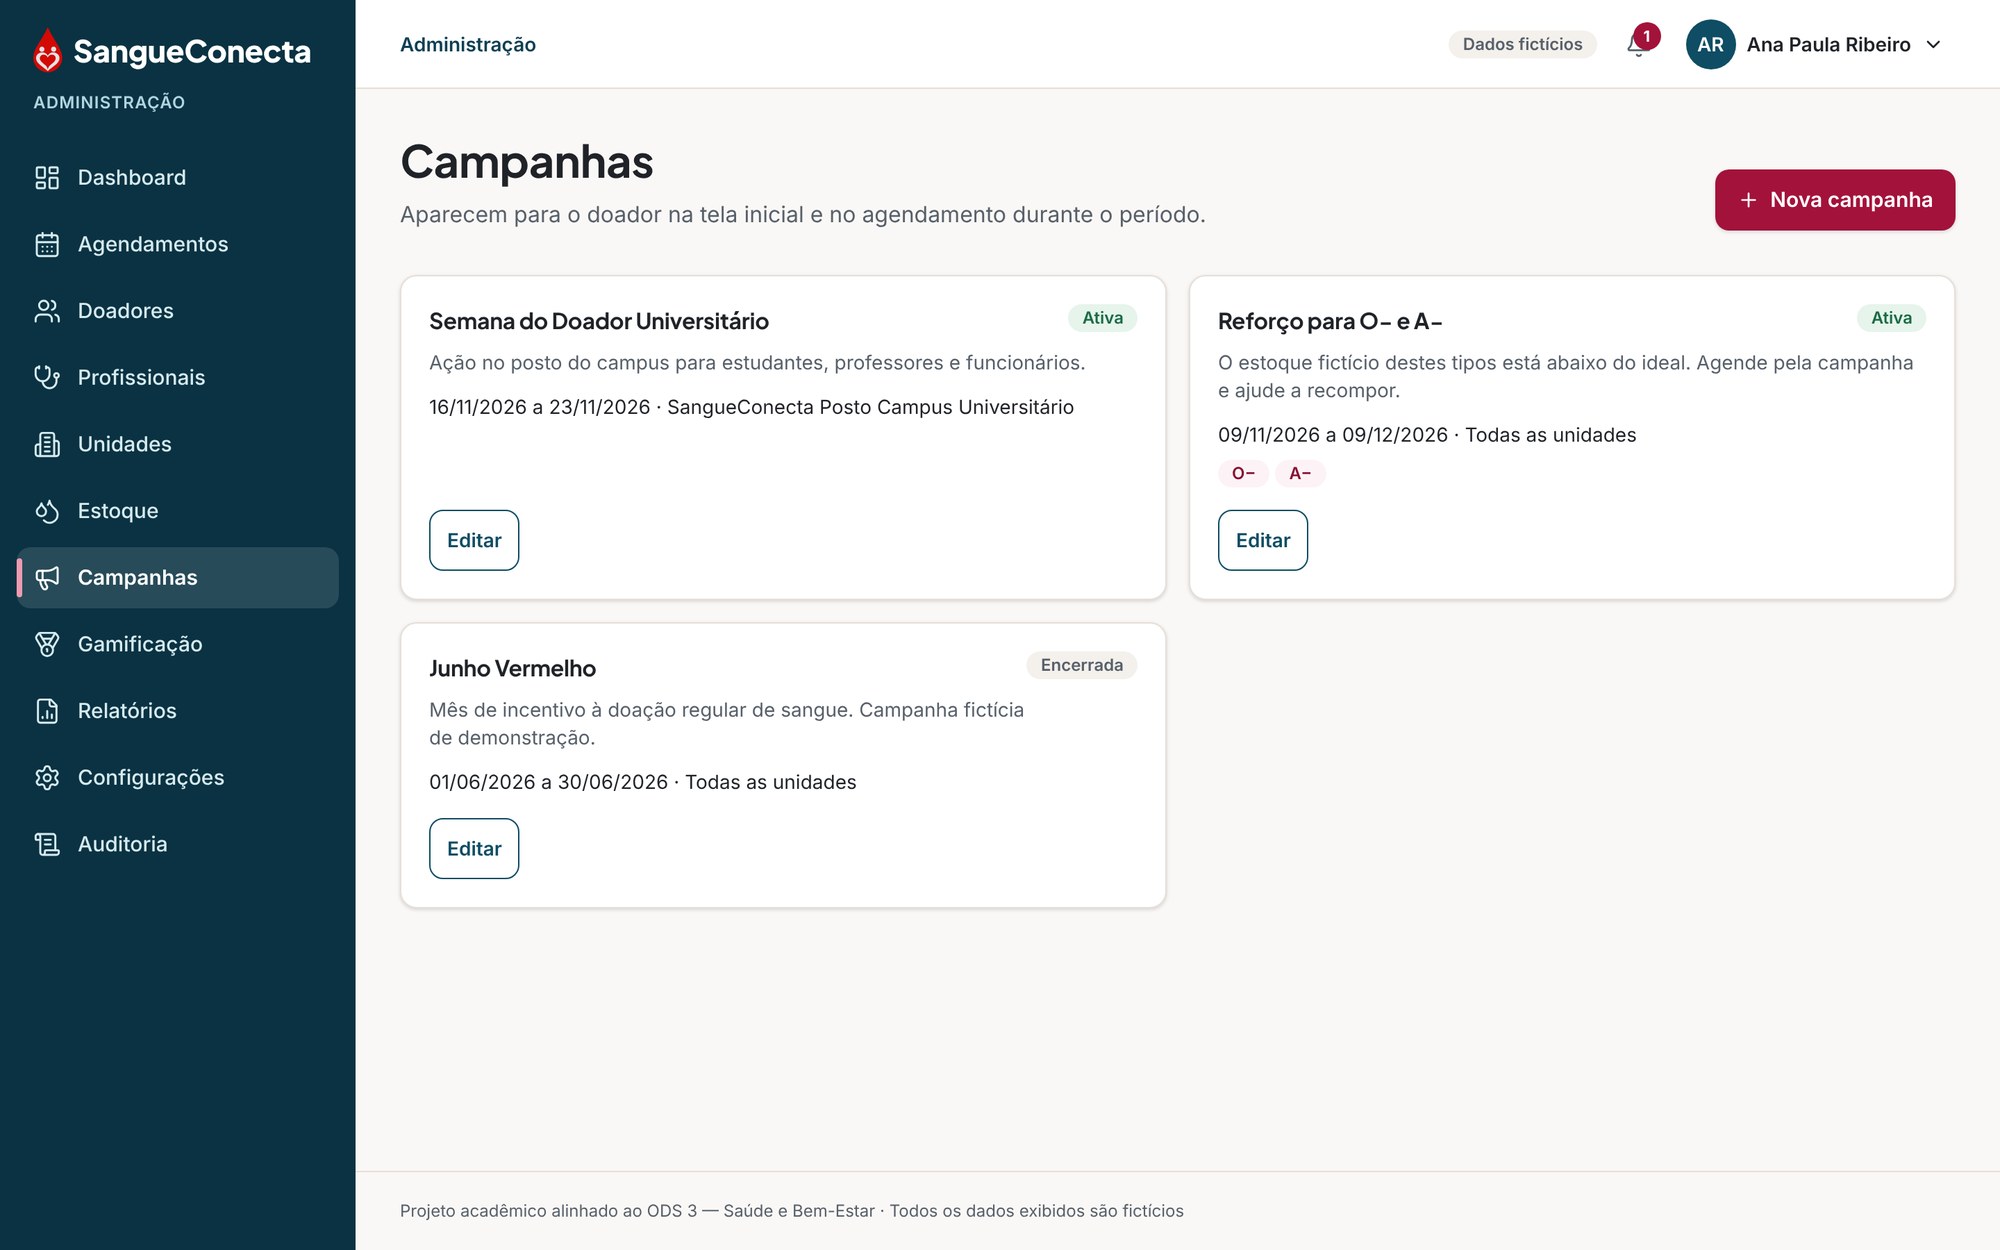 SangueConecta
ADMINISTRAÇÃO
Dashboard
Agendamentos
Doadores
Profissionais
Unidades
Estoque
Campanhas
Gamificação
Relatórios
Configurações
Auditoria
Administração
Dados fictícios
1
AR
Ana Paula Ribeiro
Campanhas
Aparecem para o doador na tela inicial e no agendamento durante o período.
+ Nova campanha
Semana do Doador Universitário
Ativa
Ação no posto do campus para estudantes, professores e funcionários.
16/11/2026 a 23/11/2026 · SangueConecta Posto Campus Universitário
Editar
Reforço para O− e A−
Ativa
O estoque fictício destes tipos está abaixo do ideal. Agende pela campanha
e ajude a recompor.
09/11/2026 a 09/12/2026 · Todas as unidades
O− A−
Editar
Junho Vermelho
Encerrada
Mês de incentivo à doação regular de sangue. Campanha fictícia
de demonstração.
01/06/2026 a 30/06/2026 · Todas as unidades
Editar
Projeto acadêmico alinhado ao ODS 3 — Saúde e Bem-Estar · Todos os dados exibidos são fictícios